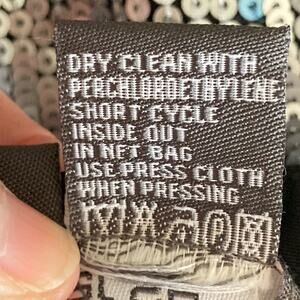 DRY CLEAN WITH
PERCHLOROETHYLENE
SHORT CYCLE
INSIDE OUT
IN NET BAG
USE PRESS CLOTH
WHEN PRESSING
P